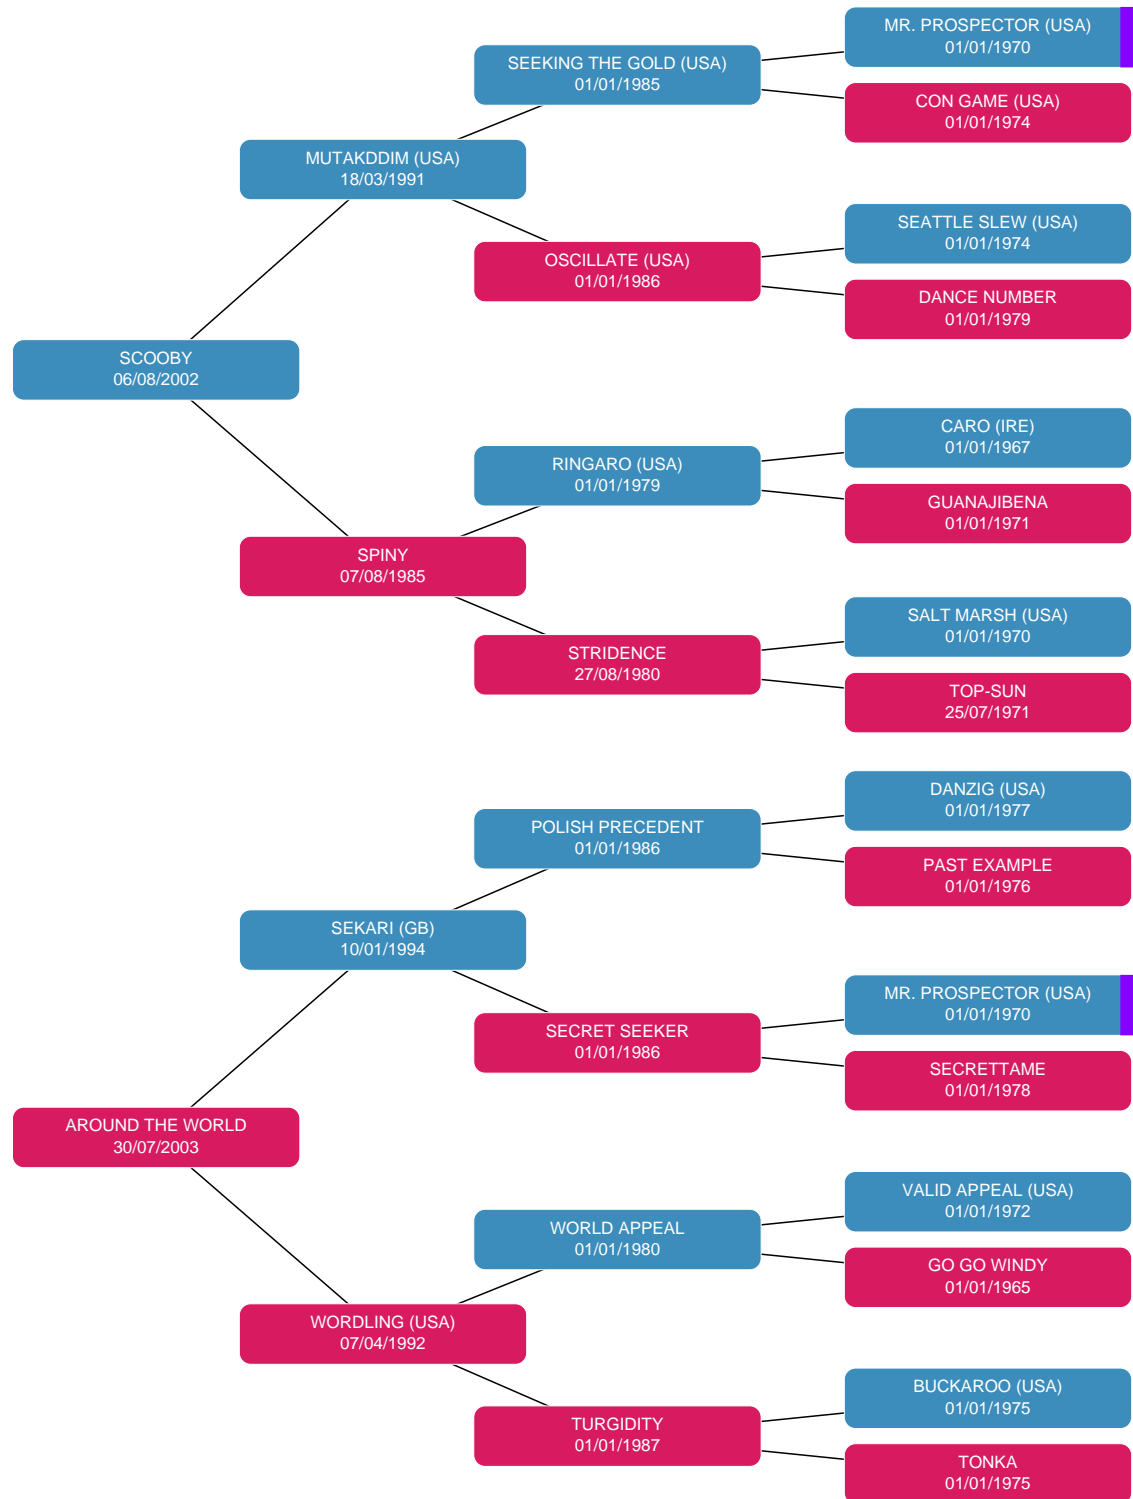 MR. PROSPECTOR (USA)
01/01/1970
SEEKING THE GOLD (USA)
01/01/1985
CON GAME (USA)
01/01/1974
MUTAKDDIM (USA)
18/03/1991
SEATTLE SLEW (USA)
01/01/1974
OSCILLATE (USA)
01/01/1986
DANCE NUMBER
01/01/1979
SCOOBY
06/08/2002
CARO (IRE)
01/01/1967
RINGARO (USA)
01/01/1979
GUANAJIBENA
01/01/1971
SPINY
07/08/1985
SALT MARSH (USA)
01/01/1970
STRIDENCE
27/08/1980
TOP-SUN
25/07/1971
DANZIG (USA)
01/01/1977
POLISH PRECEDENT
01/01/1986
PAST EXAMPLE
01/01/1976
SEKARI (GB)
10/01/1994
MR. PROSPECTOR (USA)
01/01/1970
SECRET SEEKER
01/01/1986
SECRETTAME
01/01/1978
AROUND THE WORLD
30/07/2003
VALID APPEAL (USA)
01/01/1972
WORLD APPEAL
01/01/1980
GO GO WINDY
01/01/1965
WORDLING (USA)
07/04/1992
BUCKAROO (USA)
01/01/1975
TURGIDITY
01/01/1987
TONKA
01/01/1975